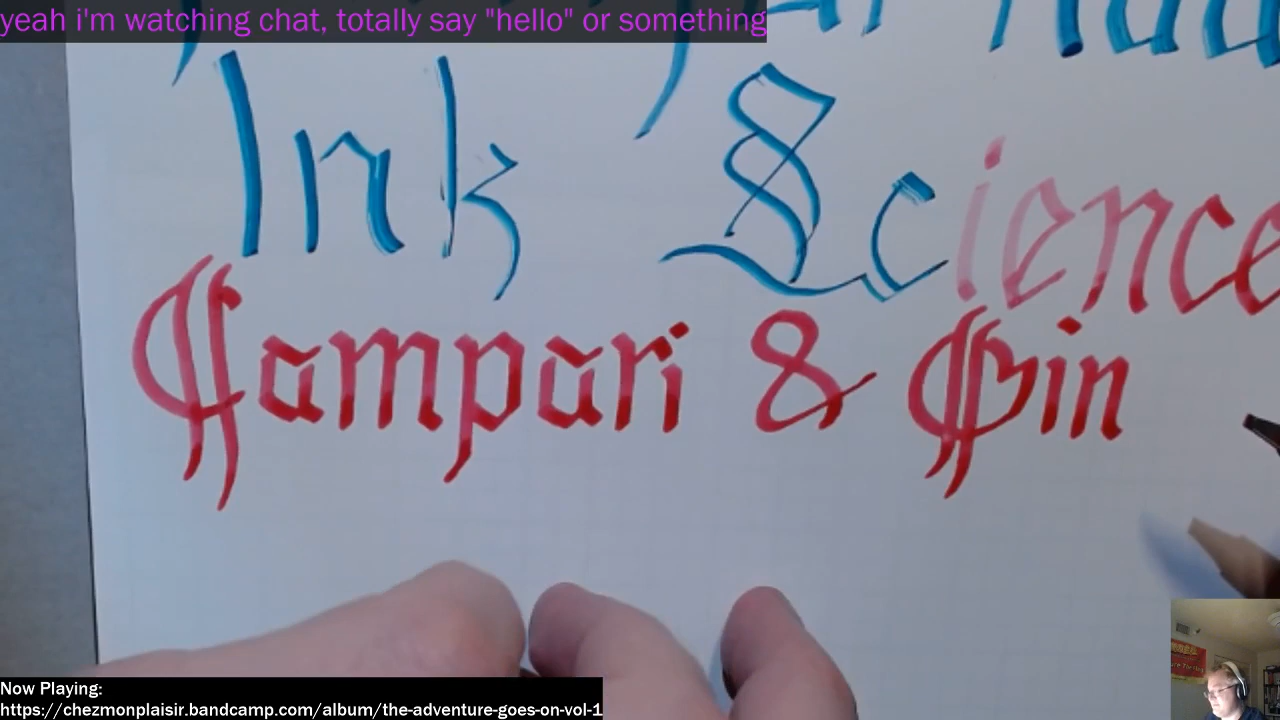 yeah i'm watching chat, totally say "hello" or something
Ink Science
Campari & Gin
Now Playing:
https://chezmonplaisir.bandcamp.com/album/the-adventure-goes-on-vol-1